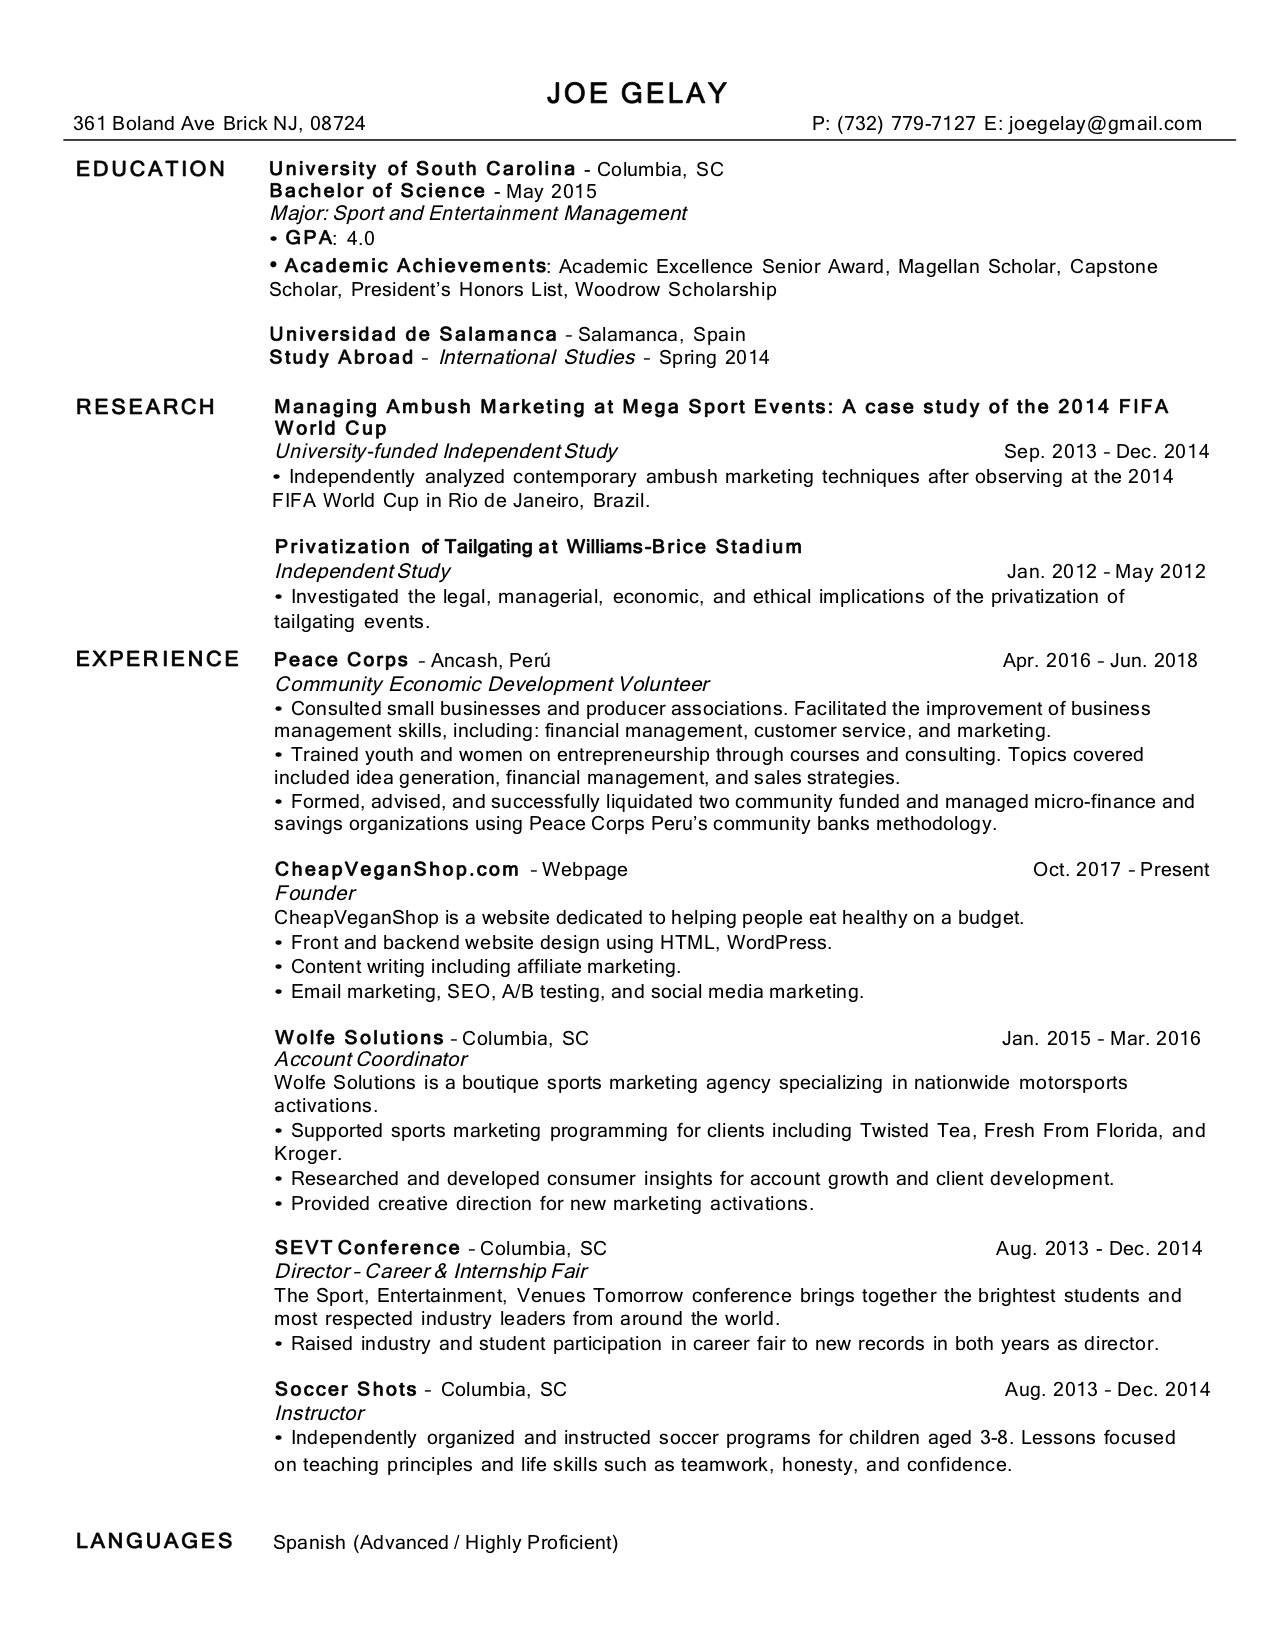 JOE GELAY
361 Boland Ave Brick NJ, 08724 P: (732) 779-7127 E: joegelay@gmail.com
EDUCATION University of South Carolina - Columbia, SC
Bachelor of Science - May 2015
Major: Sport and Entertainment Management
• GPA: 4.0
• Academic Achievements: Academic Excellence Senior Award, Magellan Scholar, Capstone
Scholar, President’s Honors List, Woodrow Scholarship
Universidad de Salamanca – Salamanca, Spain
Study Abroad – International Studies – Spring 2014
RESEARCH Managing Ambush Marketing at Mega Sport Events: A case study of the 2014 FIFA
World Cup
University-funded Independent Study Sep. 2013 – Dec. 2014
• Independently analyzed contemporary ambush marketing techniques after observing at the 2014
FIFA World Cup in Rio de Janeiro, Brazil.
Privatization of Tailgating at Williams-Brice Stadium
Independent Study Jan. 2012 – May 2012
• Investigated the legal, managerial, economic, and ethical implications of the privatization of
tailgating events.
EXPERIENCE Peace Corps – Ancash, Perú Apr. 2016 – Jun. 2018
Community Economic Development Volunteer
• Consulted small businesses and producer associations. Facilitated the improvement of business
management skills, including: financial management, customer service, and marketing.
• Trained youth and women on entrepreneurship through courses and consulting. Topics covered
included idea generation, financial management, and sales strategies.
• Formed, advised, and successfully liquidated two community funded and managed micro-finance and
savings organizations using Peace Corps Peru’s community banks methodology.
CheapVeganShop.com – Webpage Oct. 2017 – Present
Founder
CheapVeganShop is a website dedicated to helping people eat healthy on a budget.
• Front and backend website design using HTML, WordPress.
• Content writing including affiliate marketing.
• Email marketing, SEO, A/B testing, and social media marketing.
Wolfe Solutions – Columbia, SC Jan. 2015 – Mar. 2016
Account Coordinator
Wolfe Solutions is a boutique sports marketing agency specializing in nationwide motorsports
activations.
• Supported sports marketing programming for clients including Twisted Tea, Fresh From Florida, and
Kroger.
• Researched and developed consumer insights for account growth and client development.
• Provided creative direction for new marketing activations.
SEVT Conference – Columbia, SC Aug. 2013 - Dec. 2014
Director – Career & Internship Fair
The Sport, Entertainment, Venues Tomorrow conference brings together the brightest students and
most respected industry leaders from around the world.
• Raised industry and student participation in career fair to new records in both years as director.
Soccer Shots – Columbia, SC Aug. 2013 – Dec. 2014
Instructor
• Independently organized and instructed soccer programs for children aged 3-8. Lessons focused
on teaching principles and life skills such as teamwork, honesty, and confidence.
LANGUAGES Spanish (Advanced / Highly Proficient)